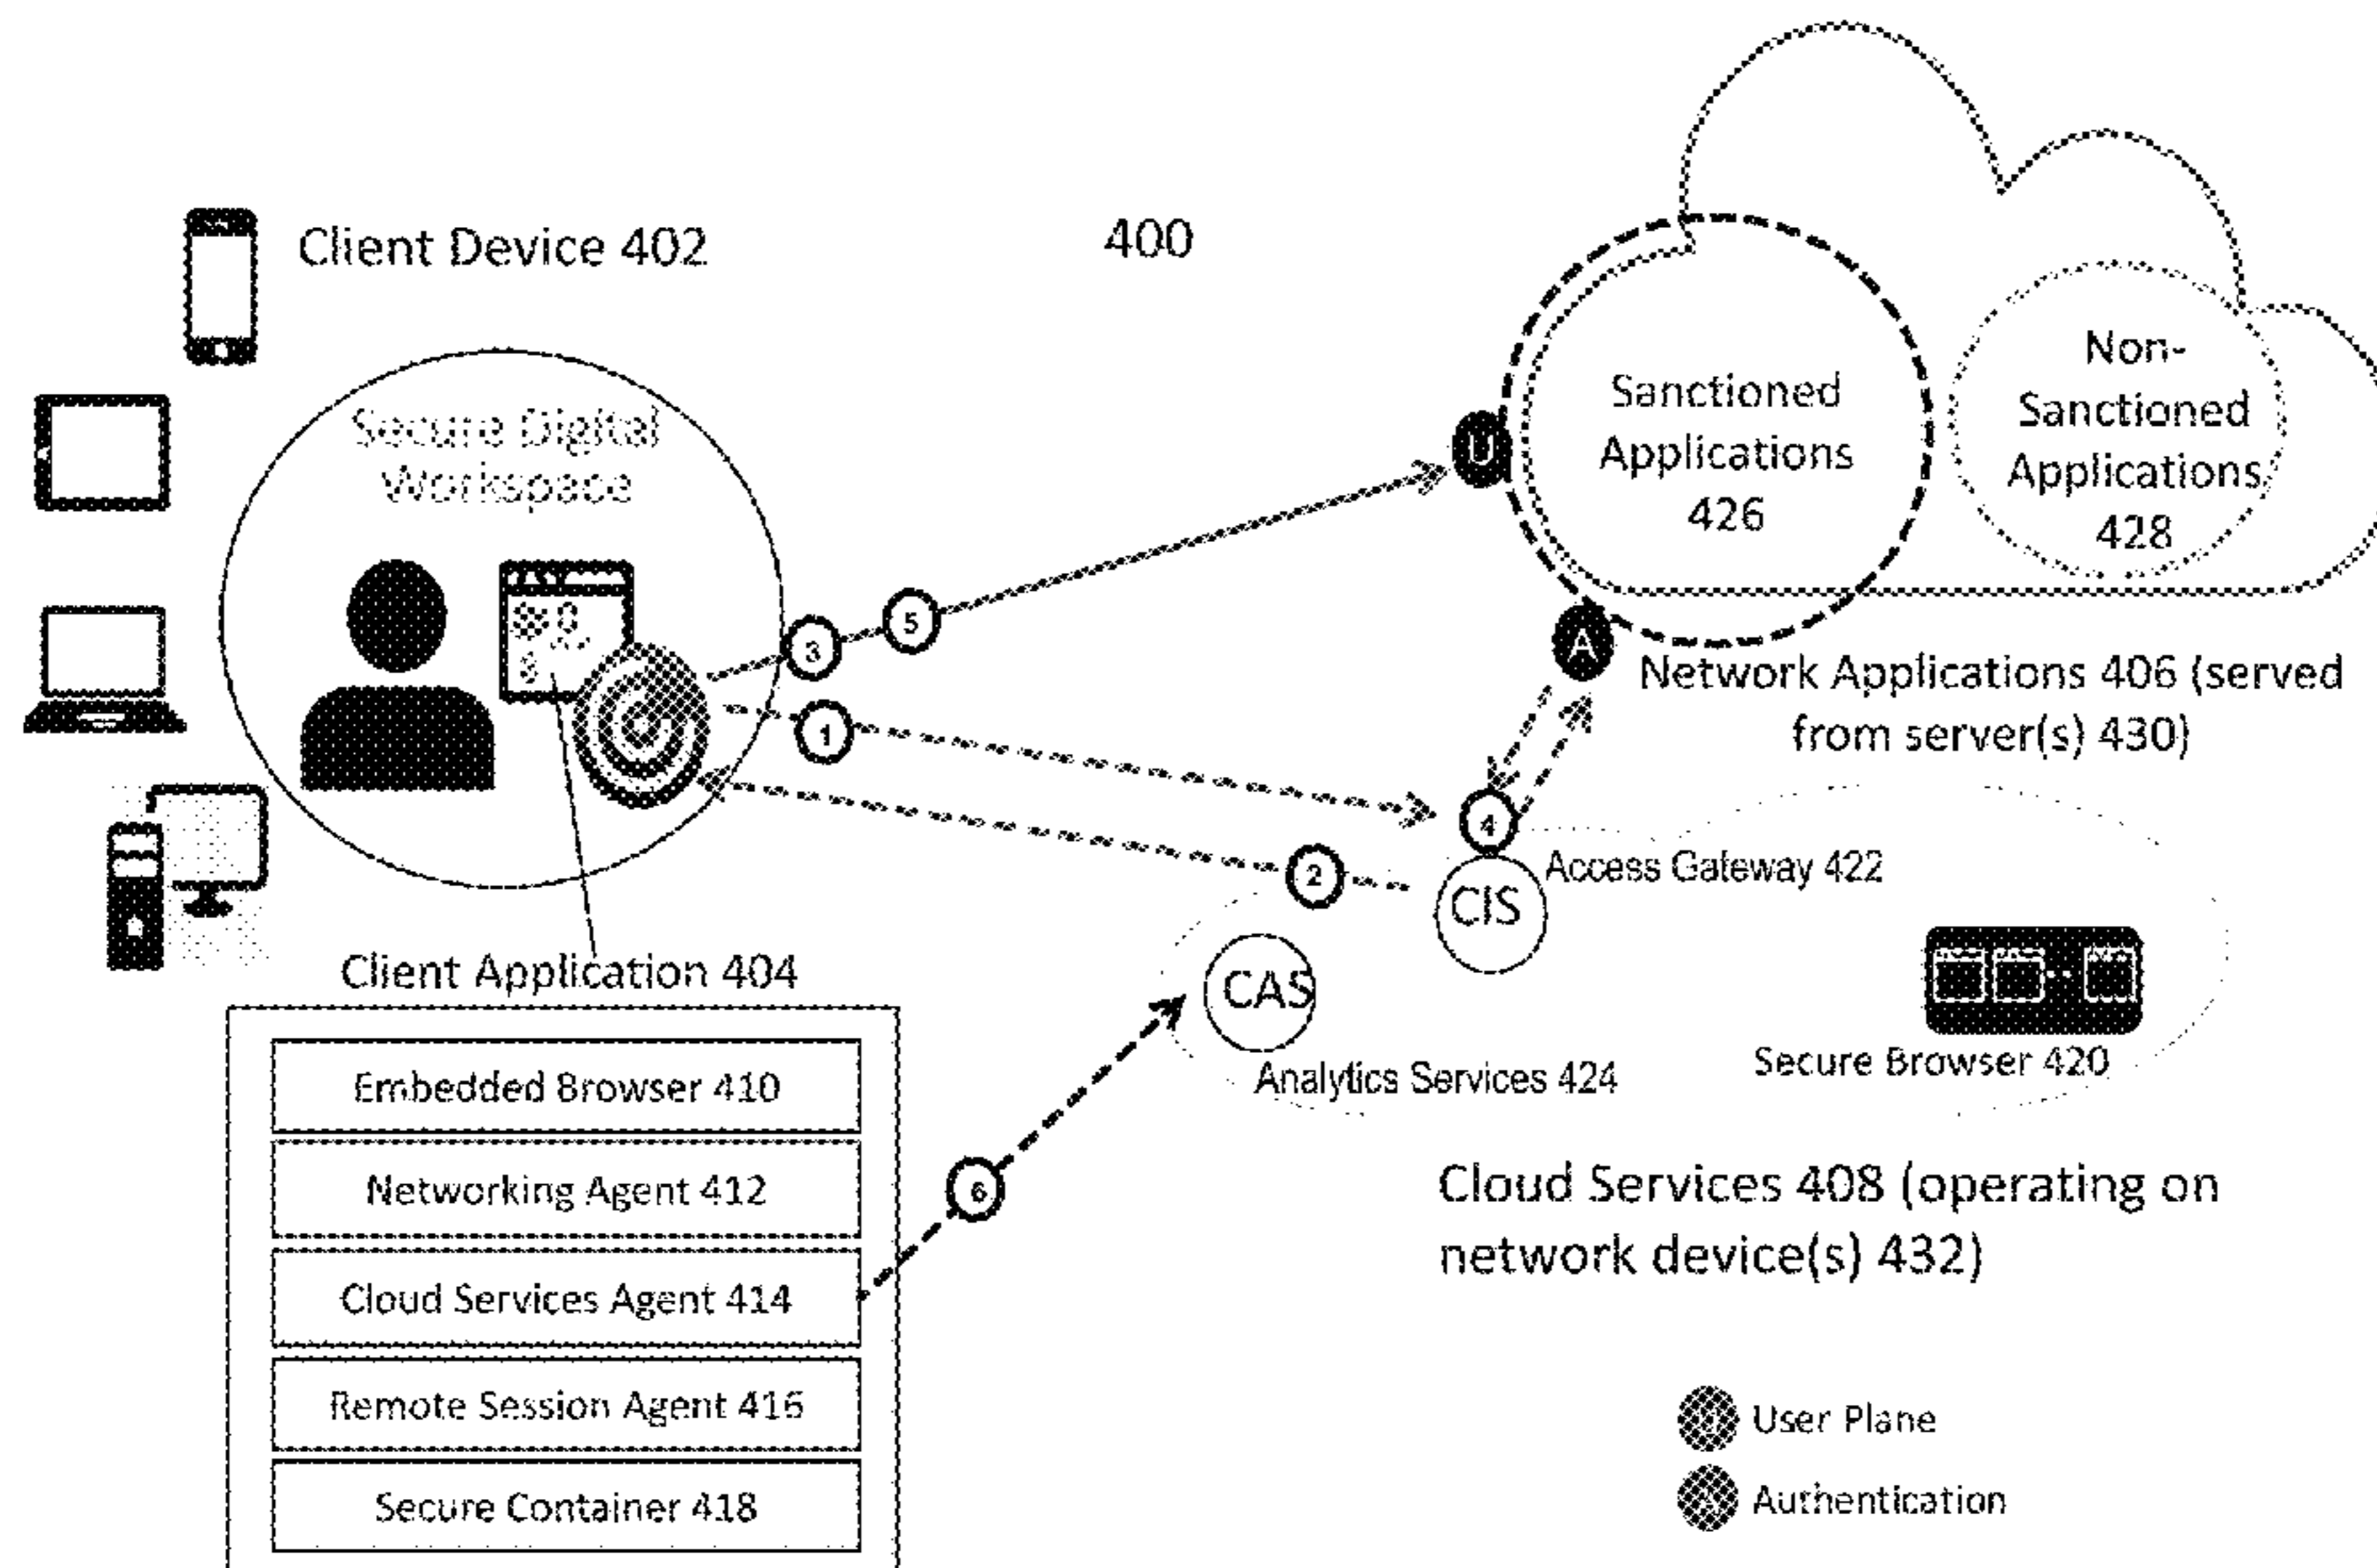 Client Device 402
400
Secure Digital
Workspace
Sanctioned
Applications
426
Non-
Sanctioned
Applications
428
U
3
5
1
A
Network Applications 406 (served
from server(s) 430)
4
2
Access Gateway 422
CIS
CAS
Client Application 404
Secure Browser 420
Analytics Services 424
Embedded Browser 410
Networking Agent 412
6
Cloud Services 408 (operating on
network device(s) 432)
Cloud Services Agent 414
Remote Session Agent 416
Secure Container 418
User Plane
Authentication